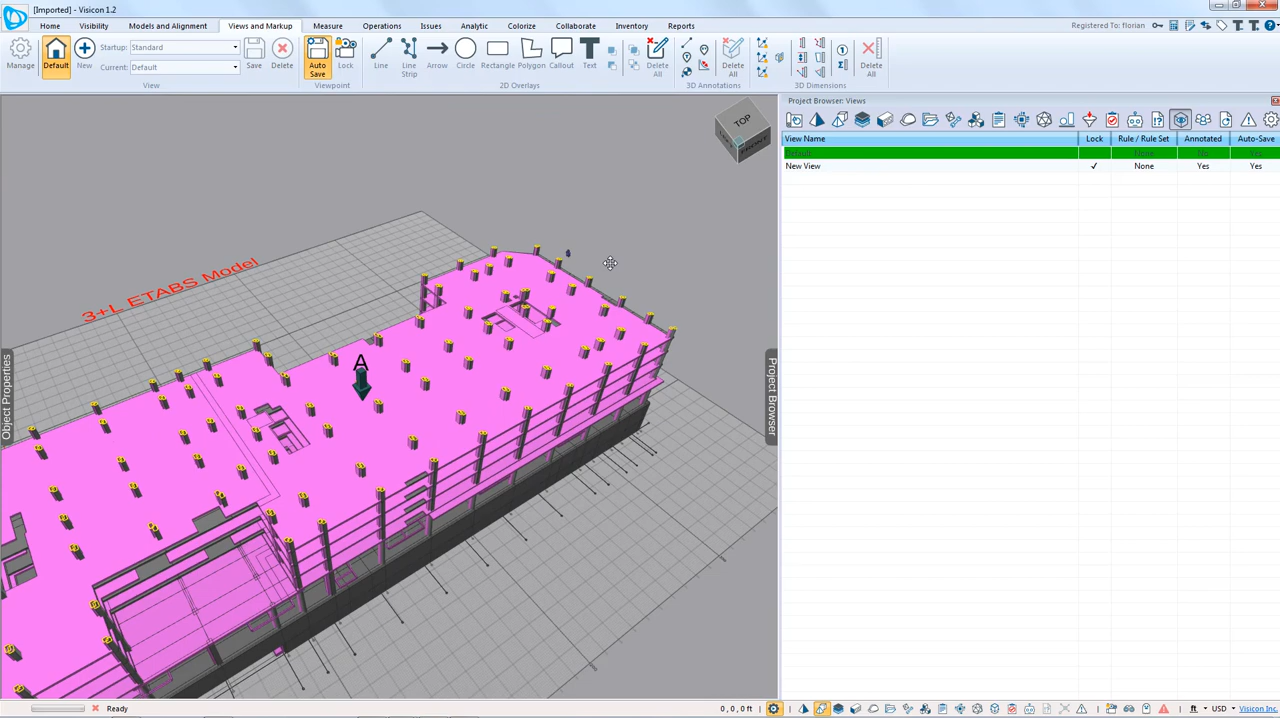 [Imported] - Visicon 1.2
Home Visibility Models and Alignment Views and Markup Measure Operations Issues Analytic Colorize Collaborate Inventory Reports
Registered To: florian
Manage Default New Startup: Standard Save Delete Auto Save Lock Line Line Strip Arrow Circle Rectangle Polygon Callout Text Delete All Delete All Delete All
Current: Default
View Viewpoint 2D Overlays 3D Annotations 3D Dimensions
Project Browser: Views
View Name Lock Rule / Rule Set Annotated Auto-Save
Default None
New View ✓ None Yes Yes
TOP
FRONT
3+L ETABS Model
A
Object Properties
Project Browser
Ready
0, 0, 0 ft
ft USD Visicon Inc.